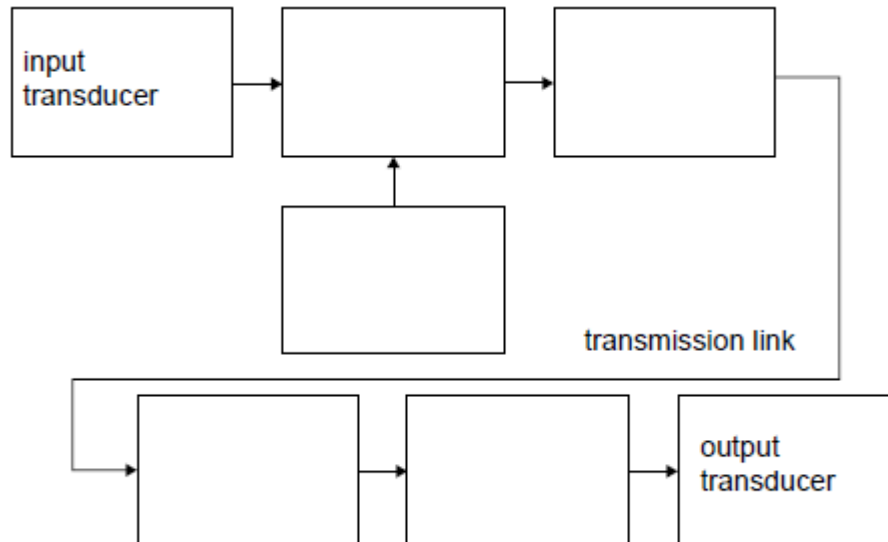 input
transducer
transmission link
output
transducer